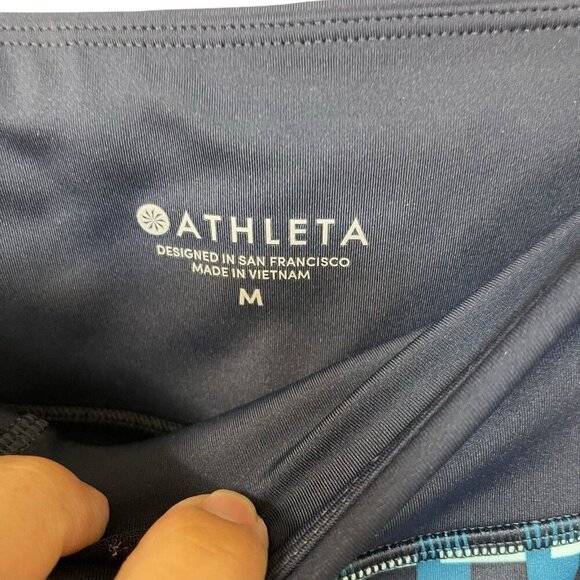 ATHLETA
DESIGNED IN SAN FRANCISCO
MADE IN VIETNAM
M